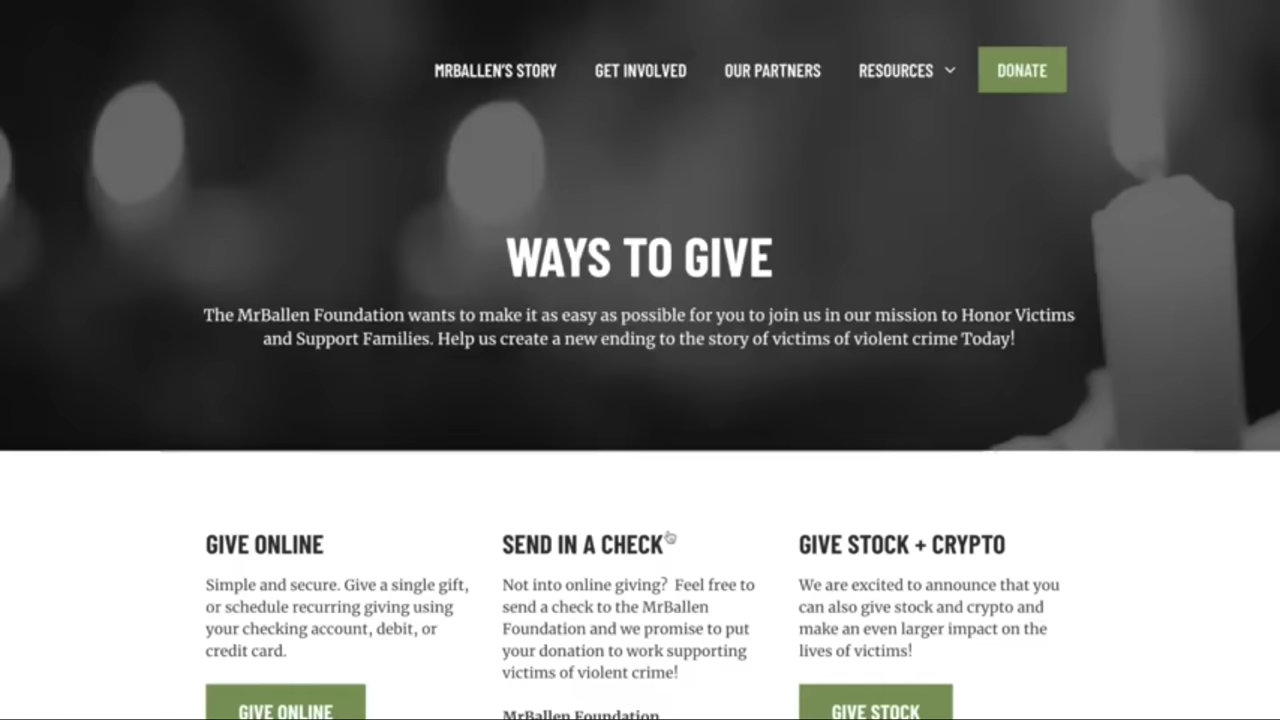 MRBALLEN'S STORY GET INVOLVED OUR PARTNERS RESOURCES DONATE
WAYS TO GIVE
The MrBallen Foundation wants to make it as easy as possible for you to join us in our mission to Honor Victims
and Support Families. Help us create a new ending to the story of victims of violent crime Today!
GIVE ONLINE
Simple and secure. Give a single gift,
or schedule recurring giving using
your checking account, debit, or
credit card.
GIVE ONLINE
SEND IN A CHECK
Not into online giving? Feel free to
send a check to the MrBallen
Foundation and we promise to put
your donation to work supporting
victims of violent crime!
MrBallen Foundation
GIVE STOCK + CRYPTO
We are excited to announce that you
can also give stock and crypto and
make an even larger impact on the
lives of victims!
GIVE STOCK